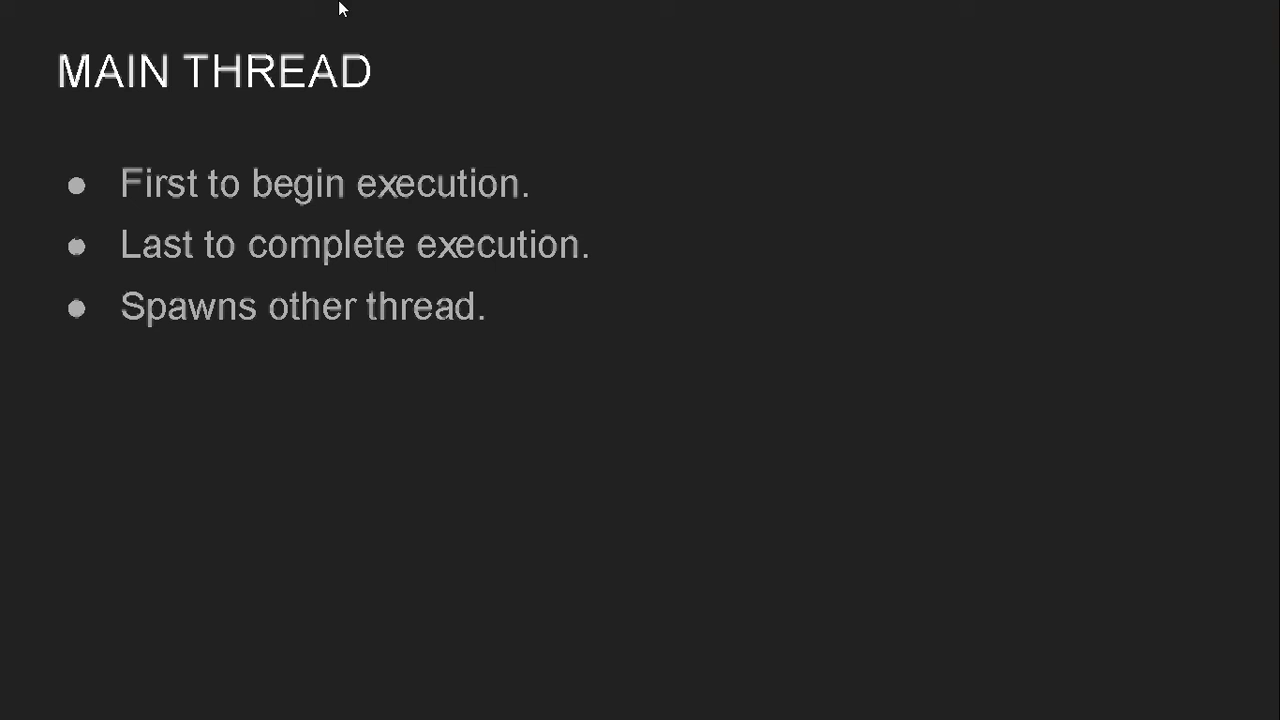 MAIN THREAD
● First to begin execution.
● Last to complete execution.
● Spawns other thread.